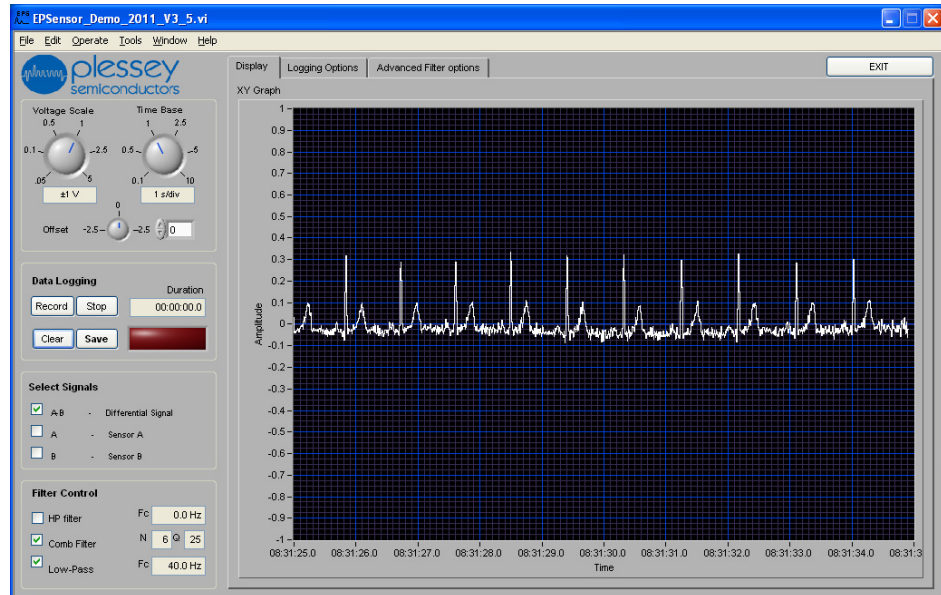 EPSensor_Demo_2011_V3_5.vi
File Edit Operate Tools Window Help
plessey
semiconductors
Voltage Scale
0.5 1
0.1 2.5
.05 5
±1 V
Time Base
1 2.5
0.5 5
0.1 10
1 s/div
0
Offset -2.5 2.5 0
Data Logging
Duration
Record Stop 00:00:00.0
Clear Save
Select Signals
A-B - Differential Signal
A - Sensor A
B - Sensor B
Filter Control
HP filter Fc 0.0 Hz
Comb Filter N 6 Q 25
Low-Pass Fc 40.0 Hz
Display Logging Options Advanced Filter options EXIT
XY Graph
Amplitude
1
0.9
0.8
0.7
0.6
0.5
0.4
0.3
0.2
0.1
0
-0.1
-0.2
-0.3
-0.4
-0.5
-0.6
-0.7
-0.8
-0.9
-1
08:31:25.0 08:31:26.0 08:31:27.0 08:31:28.0 08:31:29.0 08:31:30.0 08:31:31.0 08:31:32.0 08:31:33.0 08:31:34.0 08:31:3
Time